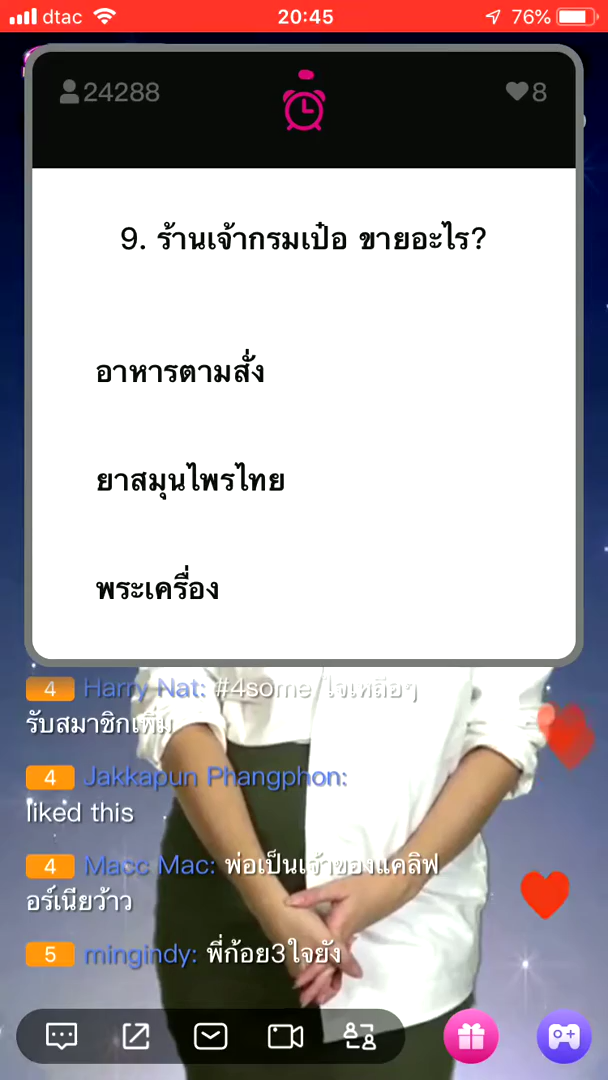 dtac 20:45 76%
24288 8
9. ร้านเจ้ากรมเป๋อ ขายอะไร?
อาหารตามสั่ง
ยาสมุนไพรไทย
พระเครื่อง
4 Harry Nat: #4some ใจเหลือๆ
รับสมาชิกเพิ่ม
4 Jakkapun Phangphon:
liked this
4 Macc Mac: พ่อเป็นเจ้าของแคลิฟ
อร์เนียว้าว
5 mingindy: พี่ก้อย3ใจยัง